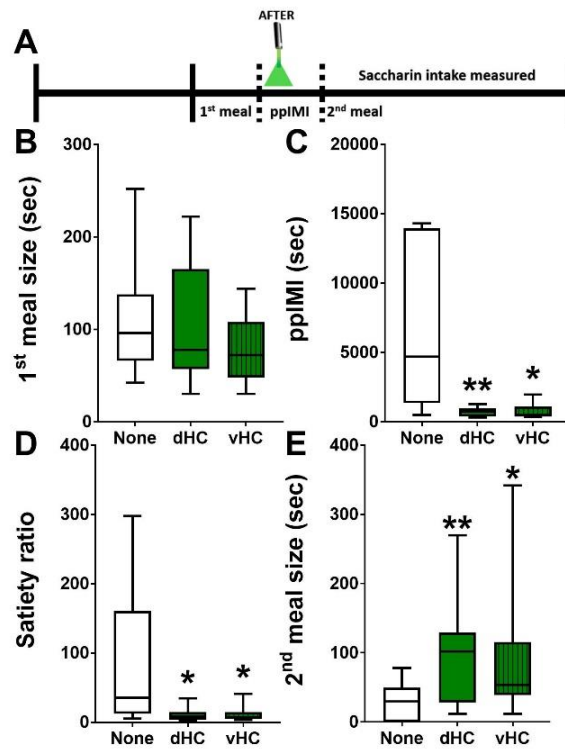 AFTER
A
Saccharin intake measured
1st meal
ppIMI
2nd meal
B
1st meal size (sec)
300
200
100
0
None
dHC
vHC
C
ppIMI (sec)
20000
15000
10000
5000
0
**
*
None
dHC
vHC
D
Satiety ratio
400
300
200
100
0
*
*
None
dHC
vHC
E
2nd meal size (sec)
400
300
200
100
0
**
*
None
dHC
vHC